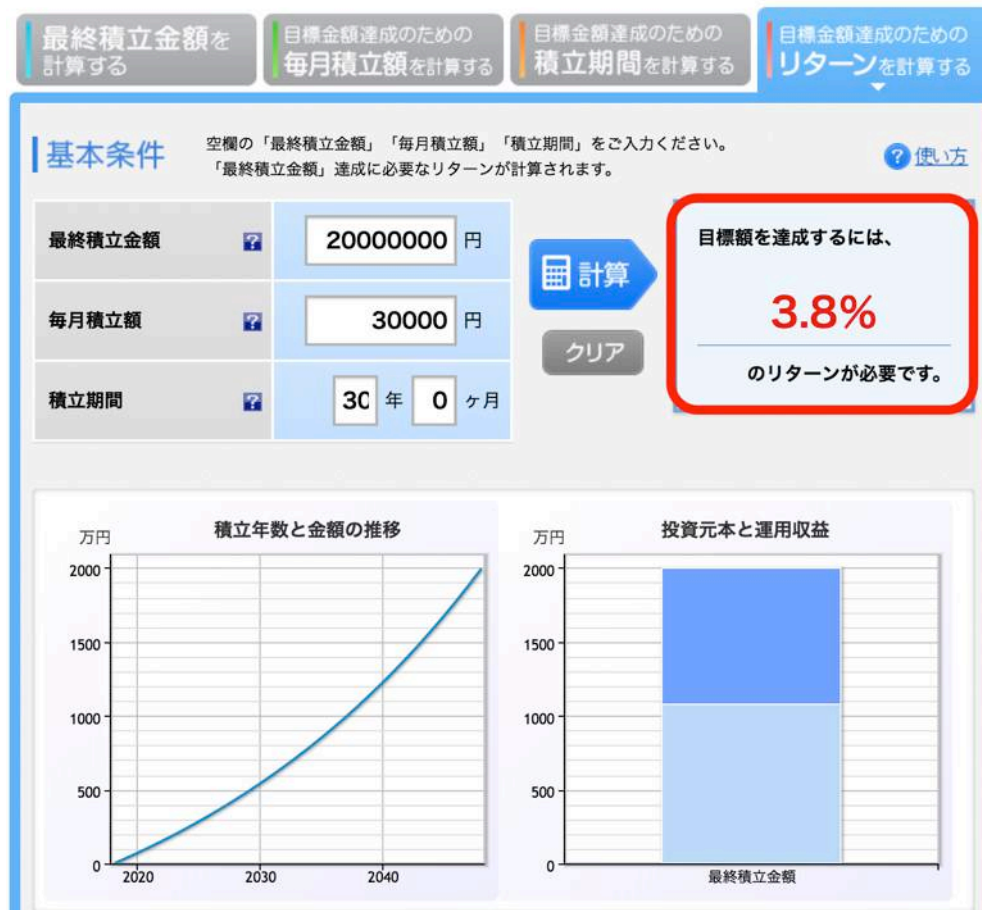 最終積立金額を
計算する
目標金額達成のための
毎月積立額を計算する
目標金額達成のための
積立期間を計算する
目標金額達成のための
リターンを計算する
基本条件
空欄の「最終積立金額」「毎月積立額」「積立期間」をご入力ください。
「最終積立金額」達成に必要なリターンが計算されます。
? 使い方
最終積立金額 ? 20000000 円
毎月積立額 ? 30000 円
積立期間 ? 30 年 0 ヶ月
計算
クリア
目標額を達成するには、
3.8%
のリターンが必要です。
積立年数と金額の推移
万円
2000
1500
1000
500
0
2020 2030 2040
投資元本と運用収益
万円
2000
1500
1000
500
0
最終積立金額